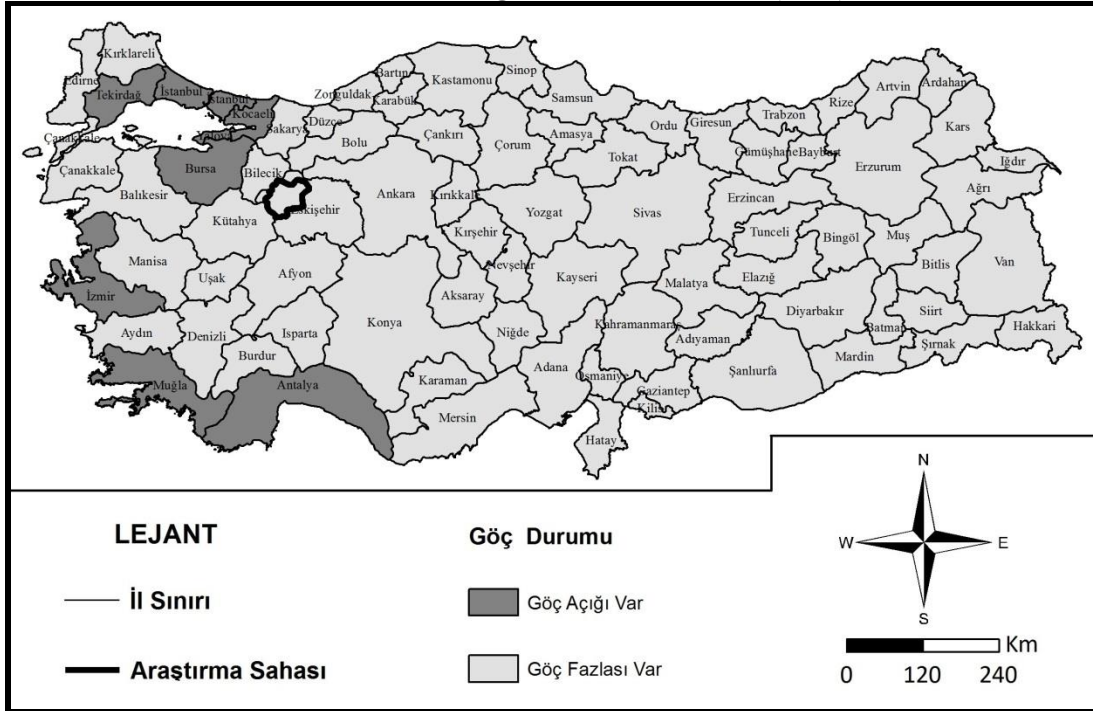 Kırklareli
Edirne
Tekirdağ
İstanbul
İstanbul
Kocaeli
Yalova
Sakarya
Düzce
Zonguldak
Bartın
Karabük
Kastamonu
Sinop
Samsun
Ordu
Giresun
Trabzon
Rize
Artvin
Ardahan
Kars
Çanakkale
Çanakkale
Balıkesir
Bursa
Bilecik
Bolu
Çankırı
Çorum
Amasya
Tokat
Gümüşhane
Bayburt
Erzurum
Iğdır
Ağrı
Kütahya
Eskişehir
Ankara
Kırıkkale
Yozgat
Sivas
Erzincan
Tunceli
Bingöl
Muş
Bitlis
Van
Manisa
Uşak
Afyon
Kırşehir
Nevşehir
Kayseri
Malatya
Elazığ
Diyarbakır
Batman
Siirt
Şırnak
Hakkari
İzmir
Aydın
Denizli
Isparta
Burdur
Konya
Aksaray
Niğde
Kahramanmaraş
Adıyaman
Mardin
Şanlıurfa
Muğla
Antalya
Karaman
Mersin
Adana
Osmaniye
Gaziantep
Kilis
Hatay
LEJANT
İl Sınırı
Araştırma Sahası
Göç Durumu
Göç Açığı Var
Göç Fazlası Var
N
W
E
S
Km
0 120 240